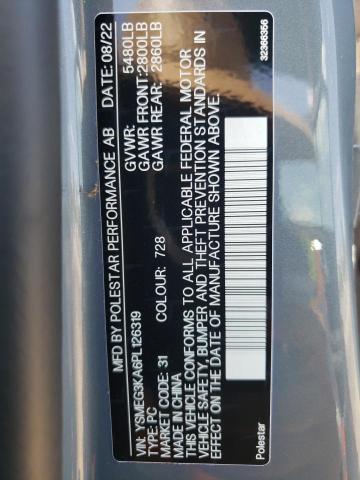 MFD BY POLESTAR PERFORMANCE AB DATE: 08/22
VIN: YSMEG3KA6PL126319 GVWR: 5480LB
TYPE: PC GAWR FRONT:2800LB
MARKET CODE: 31 COLOUR: 728 GAWR REAR: 2860LB
MADE IN CHINA
THIS VEHICLE CONFORMS TO ALL APPLICABLE FEDERAL MOTOR
VEHICLE SAFETY, BUMPER AND THEFT PREVENTION STANDARDS IN
EFFECT ON THE DATE OF MANUFACTURE SHOWN ABOVE.
Polestar 32366356